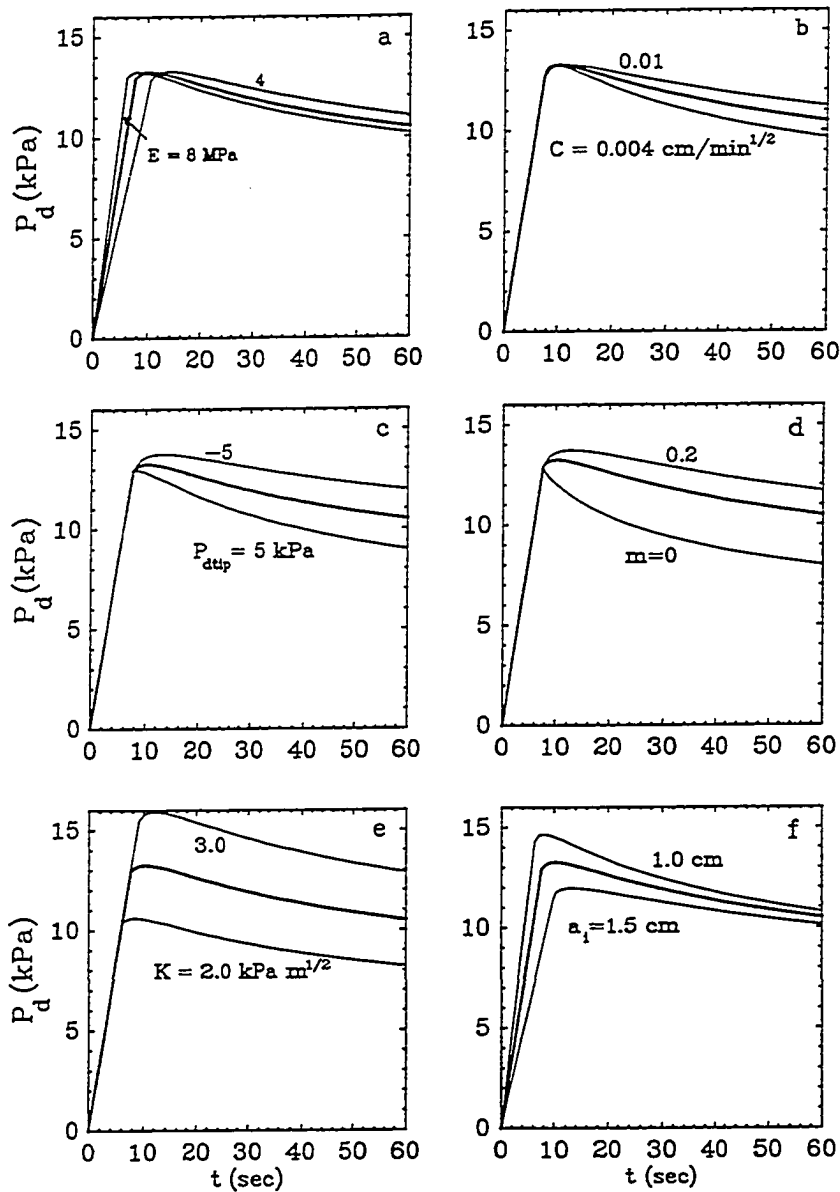 a
15
10
5
0
P_d (kPa)
4
E = 8 MPa
0 10 20 30 40 50 60
b
15
10
5
0
0.01
C = 0.004 cm/min^{1/2}
0 10 20 30 40 50 60
c
15
10
5
0
P_d (kPa)
−5
P_{dtip} = 5 kPa
0 10 20 30 40 50 60
d
15
10
5
0
0.2
m=0
0 10 20 30 40 50 60
e
15
10
5
0
P_d (kPa)
3.0
K = 2.0 kPa m^{1/2}
0 10 20 30 40 50 60
t (sec)
f
15
10
5
0
1.0 cm
a_i=1.5 cm
0 10 20 30 40 50 60
t (sec)